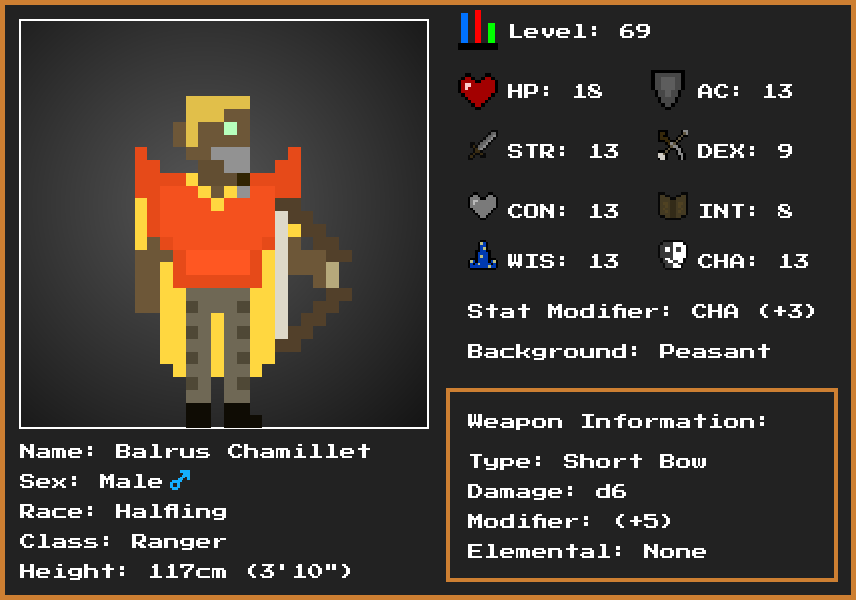 Level: 69
HP: 18
AC: 13
STR: 13
DEX: 9
CON: 13
INT: 8
WIS: 13
CHA: 13
Stat Modifier: CHA (+3)
Background: Peasant
Name: Balrus Chamillet
Sex: Male ♂
Race: Halfling
Class: Ranger
Height: 117cm (3'10")
Weapon Information:
Type: Short Bow
Damage: d6
Modifier: (+5)
Elemental: None